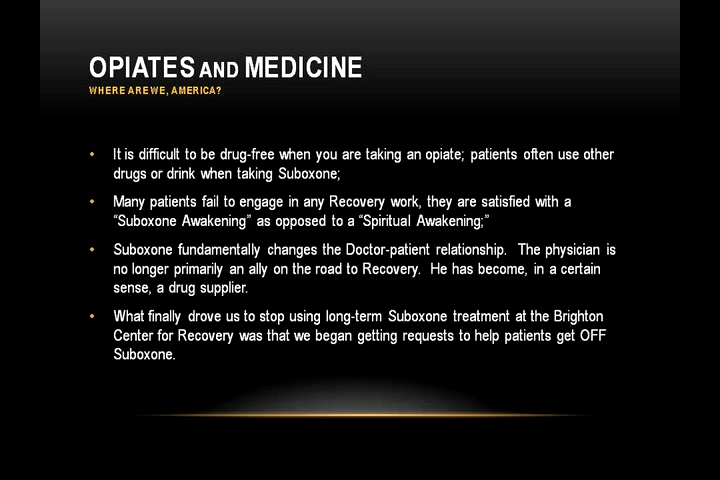 OPIATES AND MEDICINE
WHERE ARE WE, AMERICA?
• It is difficult to be drug-free when you are taking an opiate; patients often use other
drugs or drink when taking Suboxone;
• Many patients fail to engage in any Recovery work, they are satisfied with a
“Suboxone Awakening” as opposed to a “Spiritual Awakening;”
• Suboxone fundamentally changes the Doctor-patient relationship. The physician is
no longer primarily an ally on the road to Recovery. He has become, in a certain
sense, a drug supplier.
• What finally drove us to stop using long-term Suboxone treatment at the Brighton
Center for Recovery was that we began getting requests to help patients get OFF
Suboxone.